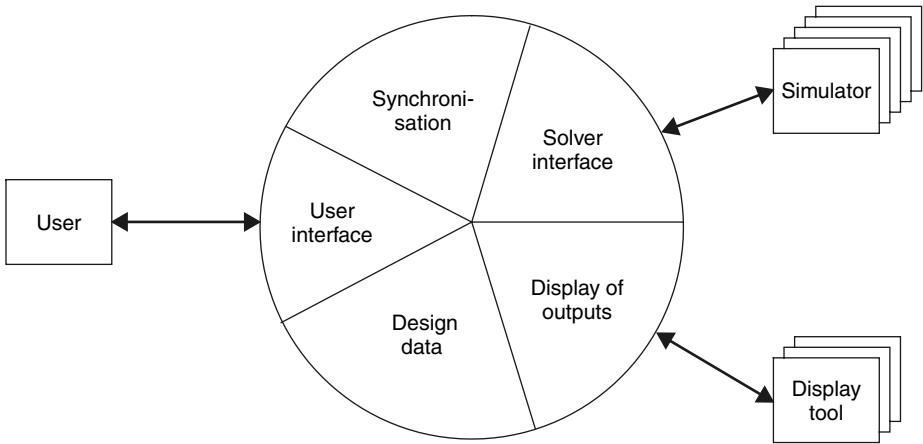 Synchroni-
sation
Solver
interface
Simulator
User
User
interface
Display of
outputs
Design
data
Display
tool